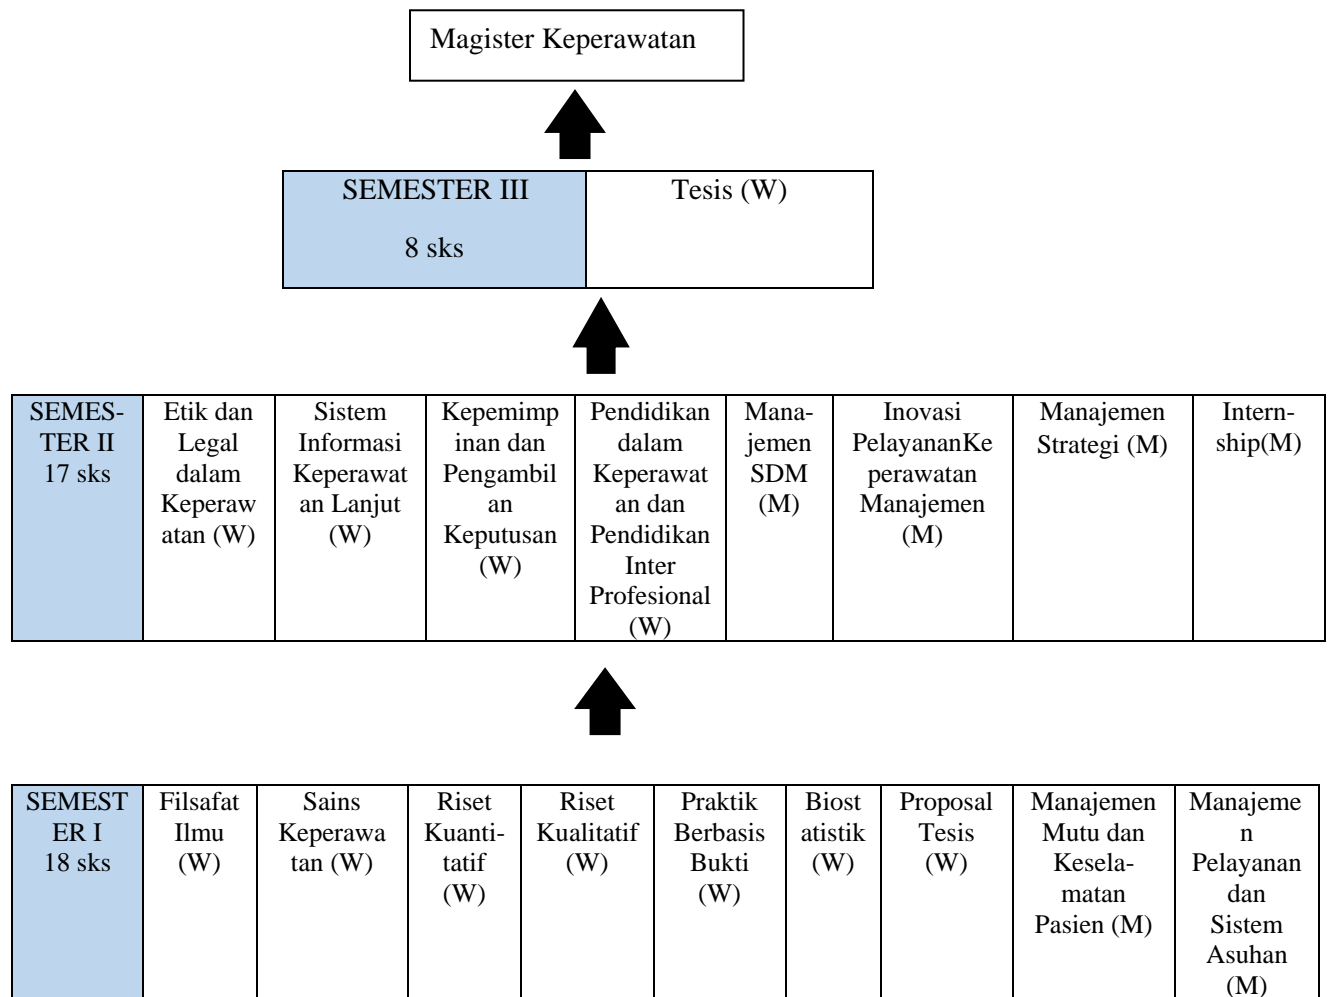 Magister Keperawatan
SEMESTER III
8 sks
Tesis (W)
SEMES-
TER II
17 sks
Etik dan
Legal
dalam
Keperaw
atan (W)
Sistem
Informasi
Keperawat
an Lanjut
(W)
Kepemimp
inan dan
Pengambil
an
Keputusan
(W)
Pendidikan
dalam
Keperawat
an dan
Pendidikan
Inter
Profesional
(W)
Mana-
jemen
SDM
(M)
Inovasi
PelayananKe
perawatan
Manajemen
(M)
Manajemen
Strategi (M)
Intern-
ship(M)
SEMEST
ER I
18 sks
Filsafat
Ilmu
(W)
Sains
Keperawa
tan (W)
Riset
Kuanti-
tatif
(W)
Riset
Kualitatif
(W)
Praktik
Berbasis
Bukti
(W)
Biost
atistik
(W)
Proposal
Tesis
(W)
Manajemen
Mutu dan
Kesela-
matan
Pasien (M)
Manajeme
n
Pelayanan
dan
Sistem
Asuhan
(M)